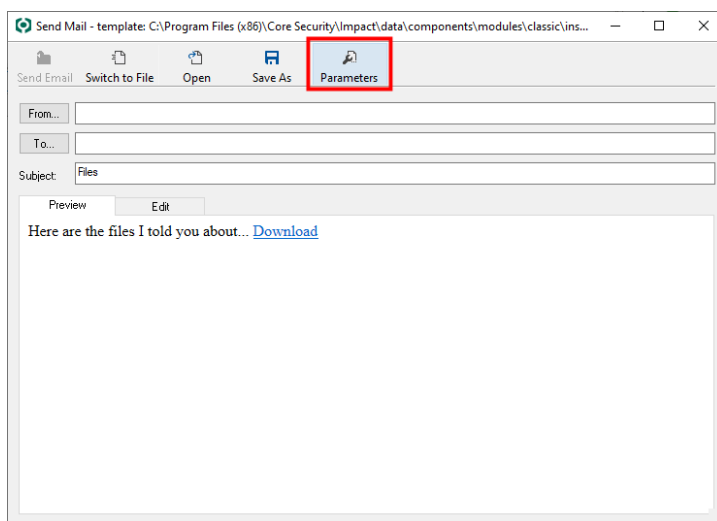 Send Mail - template: C:\Program Files (x86)\Core Security\Impact\data\components\modules\classic\ins...
Send Email Switch to File Open Save As Parameters
From...
To...
Subject: Files
Preview Edit
Here are the files I told you about... Download